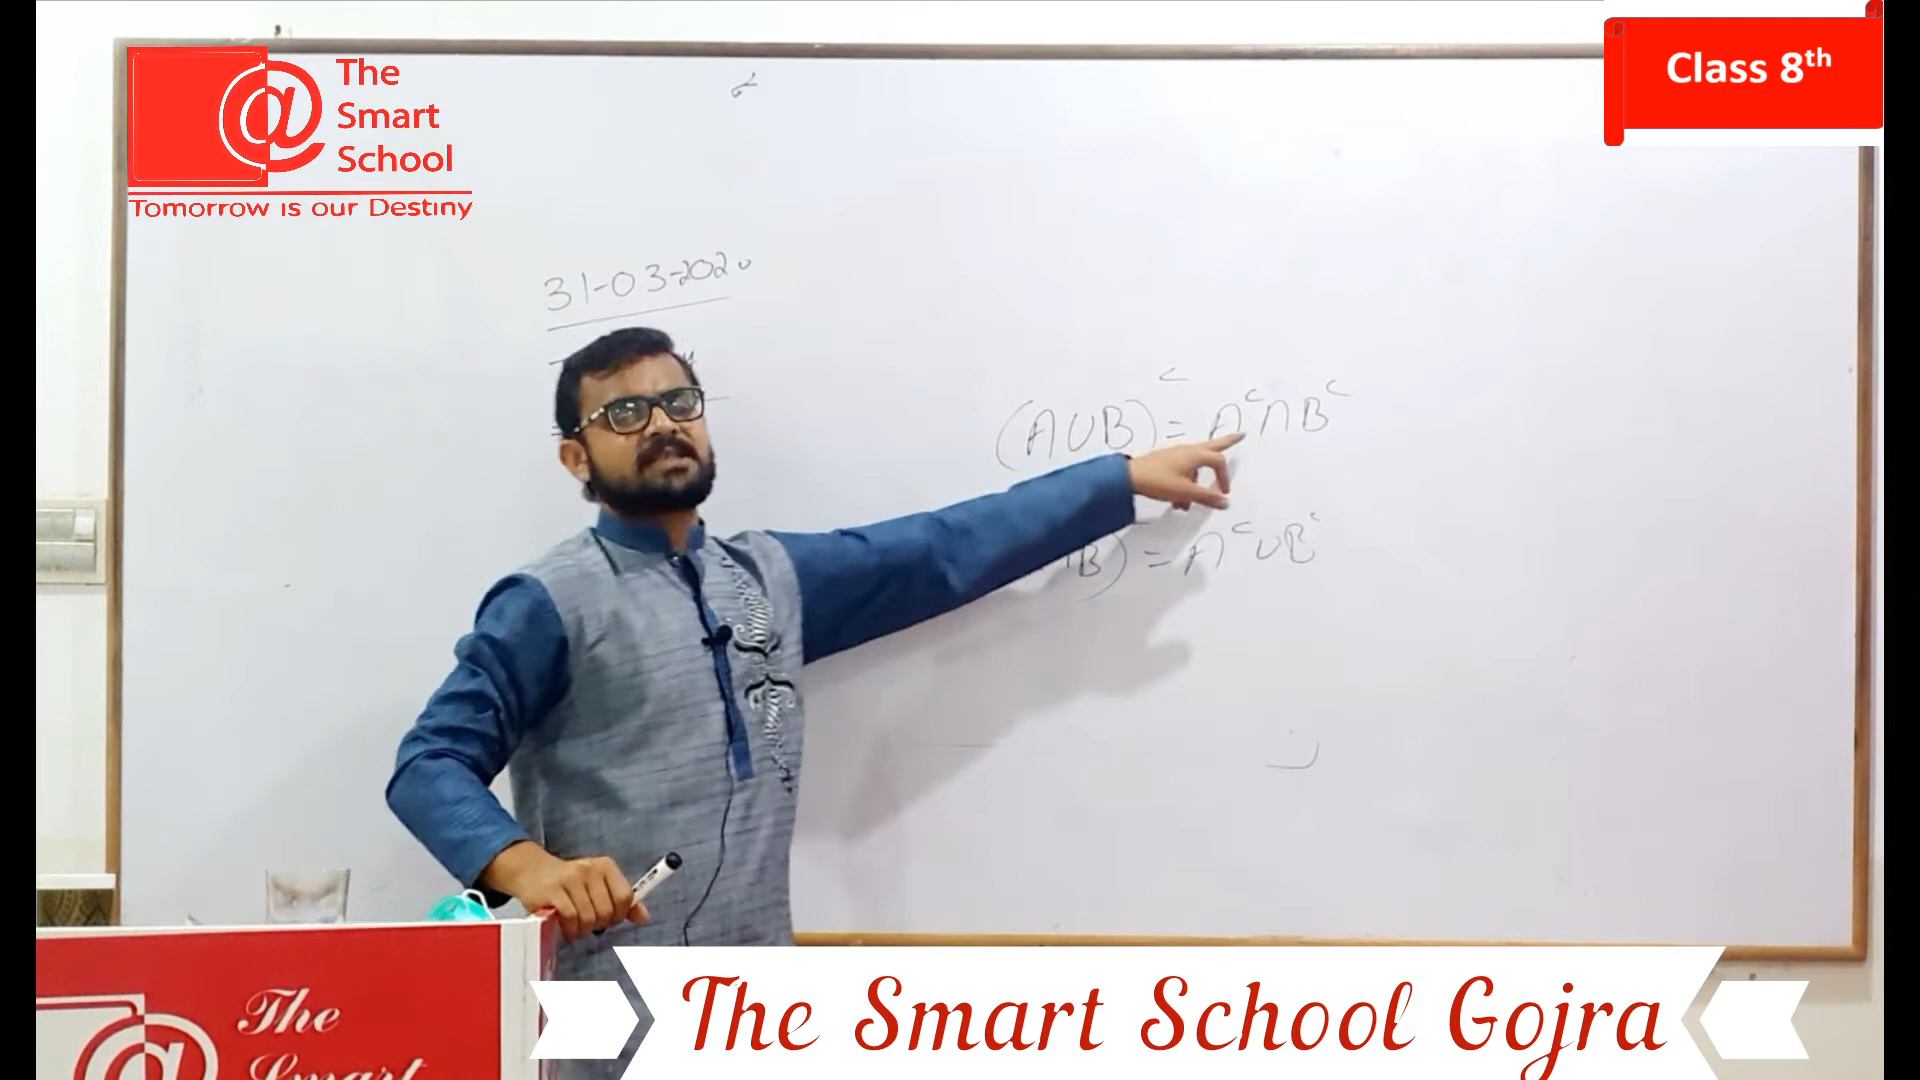 The
Smart
School
Tomorrow is our Destiny
Class 8th
31-03-2020
(A∪B)ᶜ = Aᶜ∩Bᶜ
B) = Aᶜ∪Bᶜ
The
Smart
The Smart School Gojra